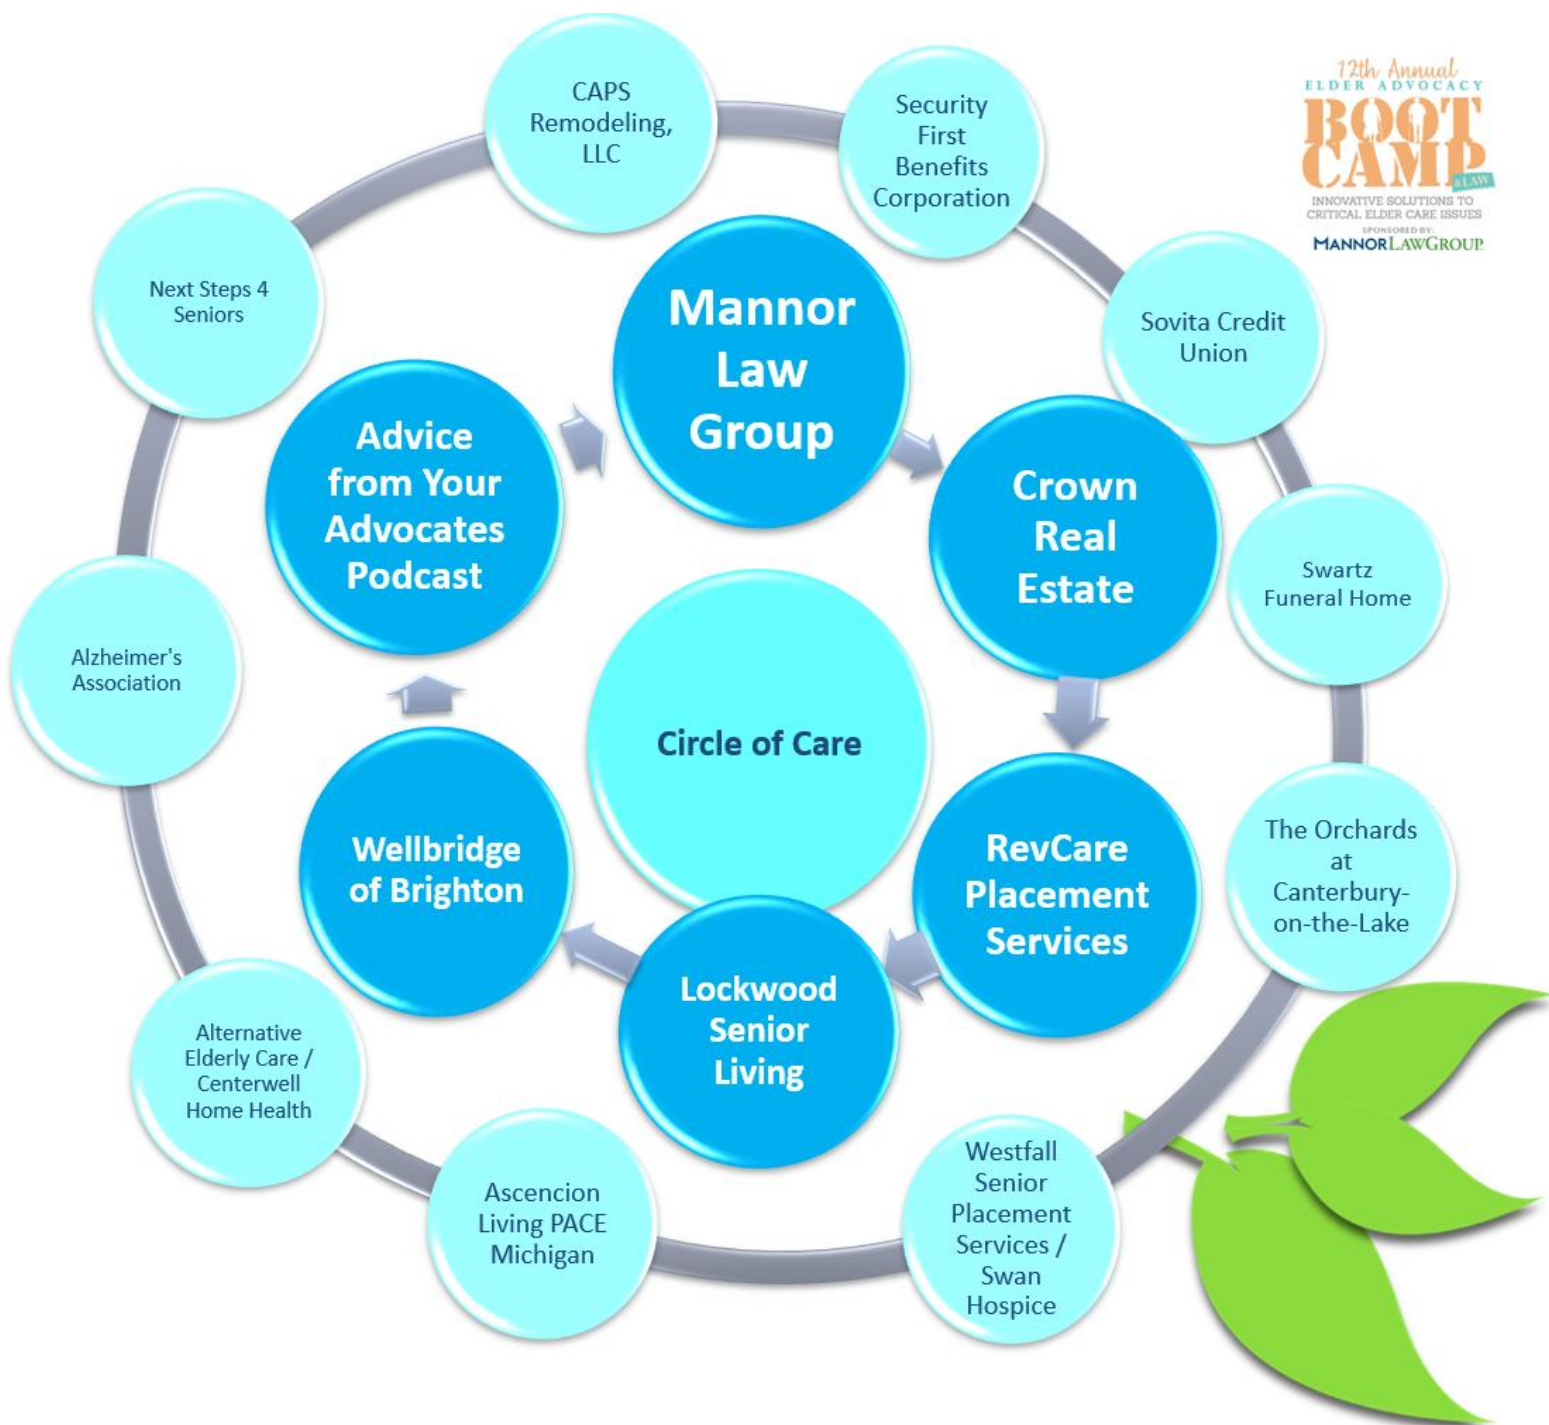 12th Annual
ELDER ADVOCACY
BOOT
CAMP
& LAW
INNOVATIVE SOLUTIONS TO
CRITICAL ELDER CARE ISSUES
SPONSORED BY:
MANNORLAWGROUP
CAPS
Remodeling,
LLC
Security
First
Benefits
Corporation
Sovita Credit
Union
Swartz
Funeral Home
The Orchards
at
Canterbury-
on-the-Lake
Westfall
Senior
Placement
Services /
Swan
Hospice
Ascencion
Living PACE
Michigan
Alternative
Elderly Care /
Centerwell
Home Health
Alzheimer's
Association
Next Steps 4
Seniors
Mannor
Law
Group
Crown
Real
Estate
RevCare
Placement
Services
Lockwood
Senior
Living
Wellbridge
of Brighton
Advice
from Your
Advocates
Podcast
Circle of Care